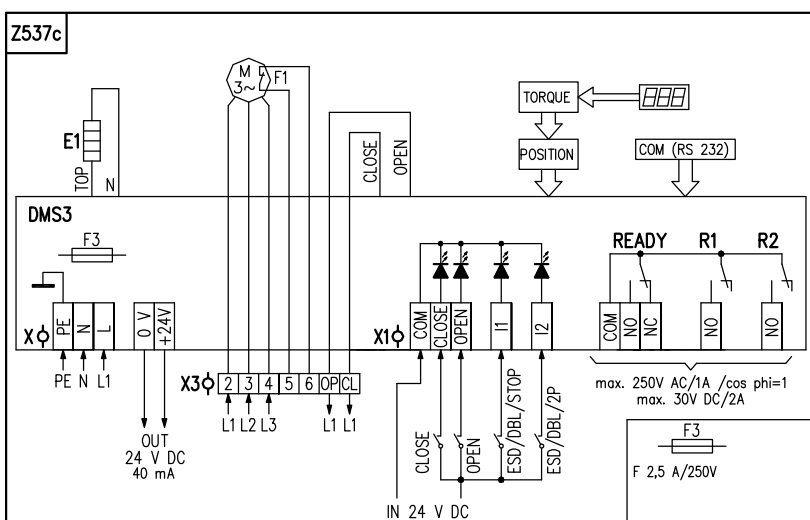 Z537c
M
3~
F1
E1
TOP
N
CLOSE
OPEN
TORQUE
POSITION
COM (RS 232)
DMS3
F3
READY
R1
R2
X
PE
N
L
0 V
+24V
X1
COM
CLOSE
OPEN
I1
I2
COM
NO
NC
NO
NO
PE N L1
X3
2
3
4
5
6
OP
CL
L1 L2 L3
L1 L1
OUT
24 V DC
40 mA
CLOSE
OPEN
ESD/DBL/STOP
ESD/DBL/2P
IN 24 V DC
max. 250V AC/1A /cos phi=1
max. 30V DC/2A
F3
F 2,5 A/250V